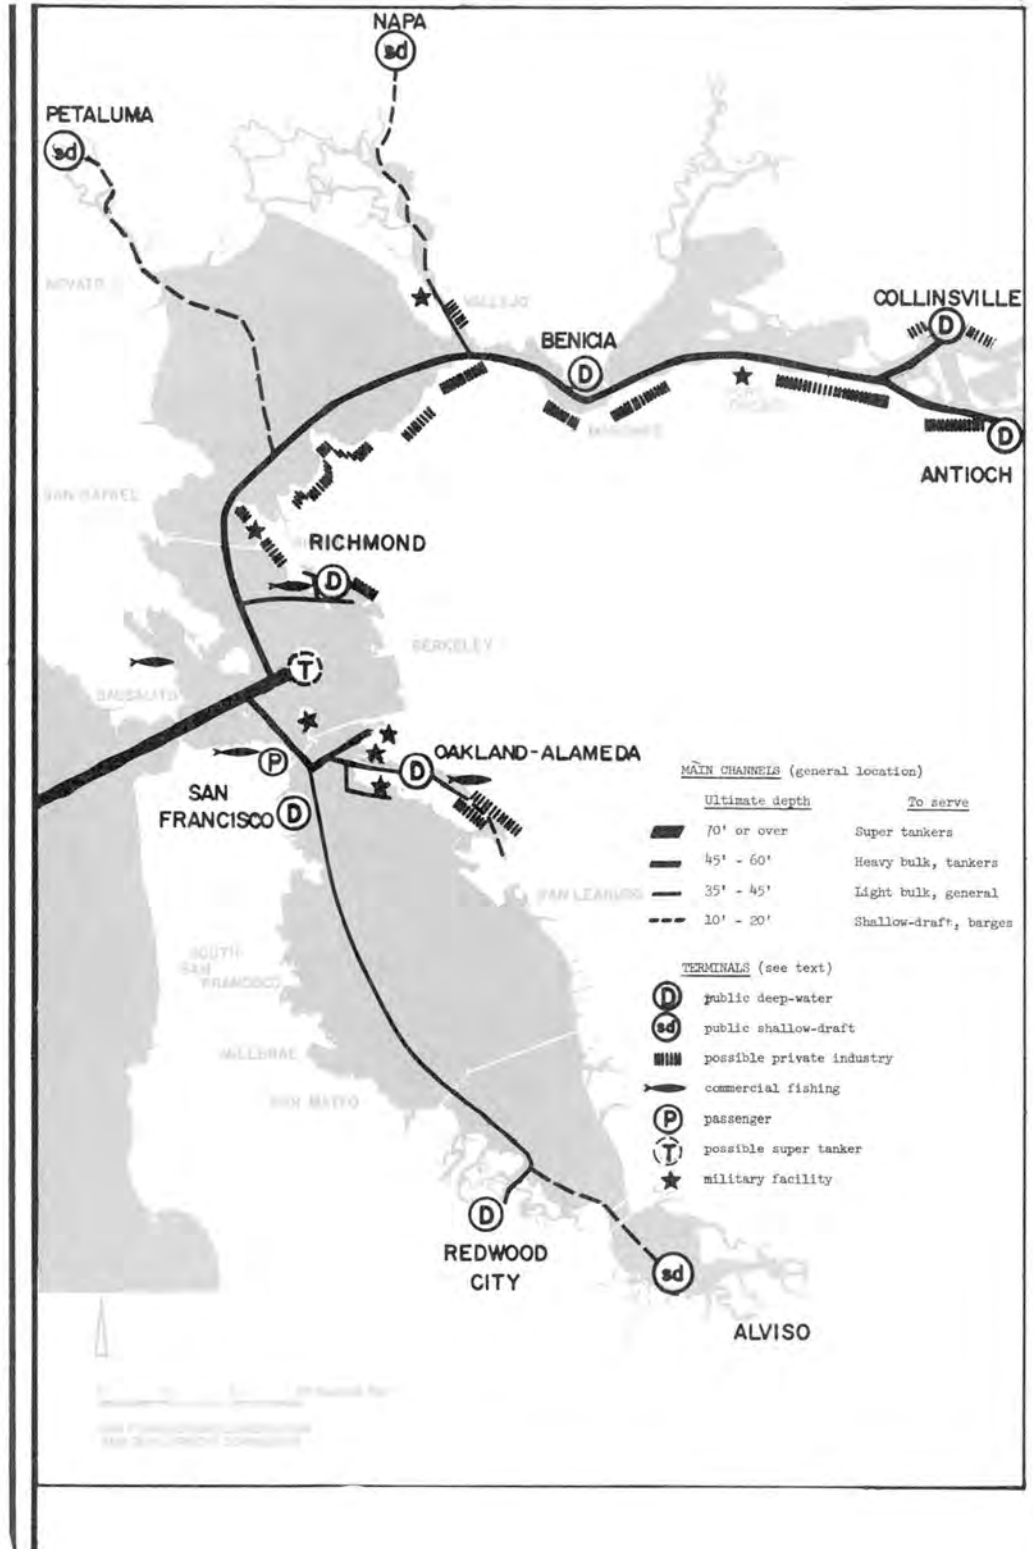 NAPA
sd
PETALUMA
sd
NOVATO
VALLEJO
COLLINSVILLE
D
BENICIA
D
PORT
CHICAGO
MARTINEZ
D
ANTIOCH
SAN RAFAEL
RICHMOND
D
BERKELEY
T
SAUSALITO
OAKLAND-ALAMEDA
D
P
SAN
FRANCISCO D
SAN LEANDRO
MAIN CHANNELS (general location)
Ultimate depth To serve
70' or over Super tankers
45' - 60' Heavy bulk, tankers
35' - 45' Light bulk, general
10' - 20' Shallow-draft, barges
SOUTH
SAN
FRANCISCO
TERMINALS (see text)
D public deep-water
sd public shallow-draft
possible private industry
commercial fishing
P passenger
T possible super tanker
military facility
MILLBRAE
SAN MATEO
D
REDWOOD
CITY
sd
ALVISO